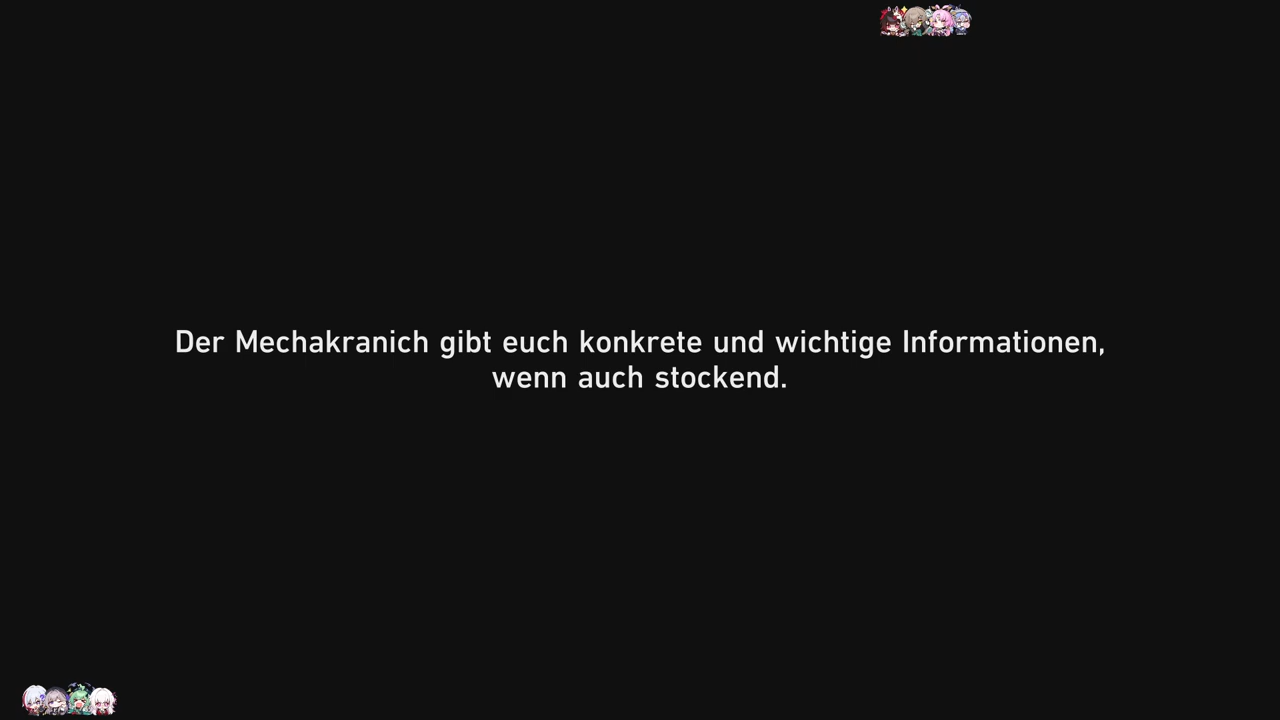 Der Mechakranich gibt euch konkrete und wichtige Informationen,
wenn auch stockend.